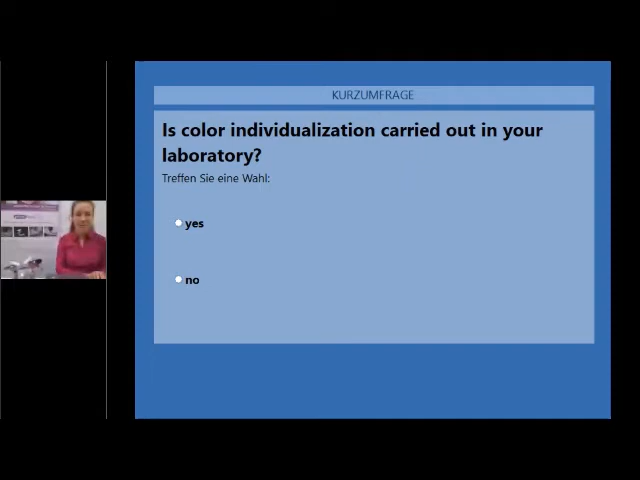 KURZUMFRAGE
Is color individualization carried out in your
laboratory?
Treffen Sie eine Wahl:
yes
no